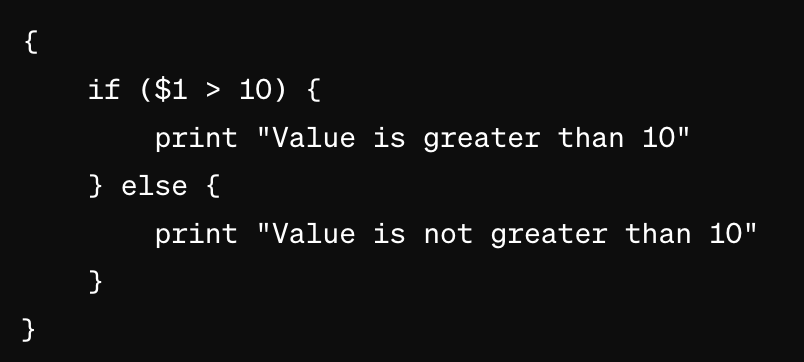 {
    if ($1 > 10) {
        print "Value is greater than 10"
    } else {
        print "Value is not greater than 10"
    }
}